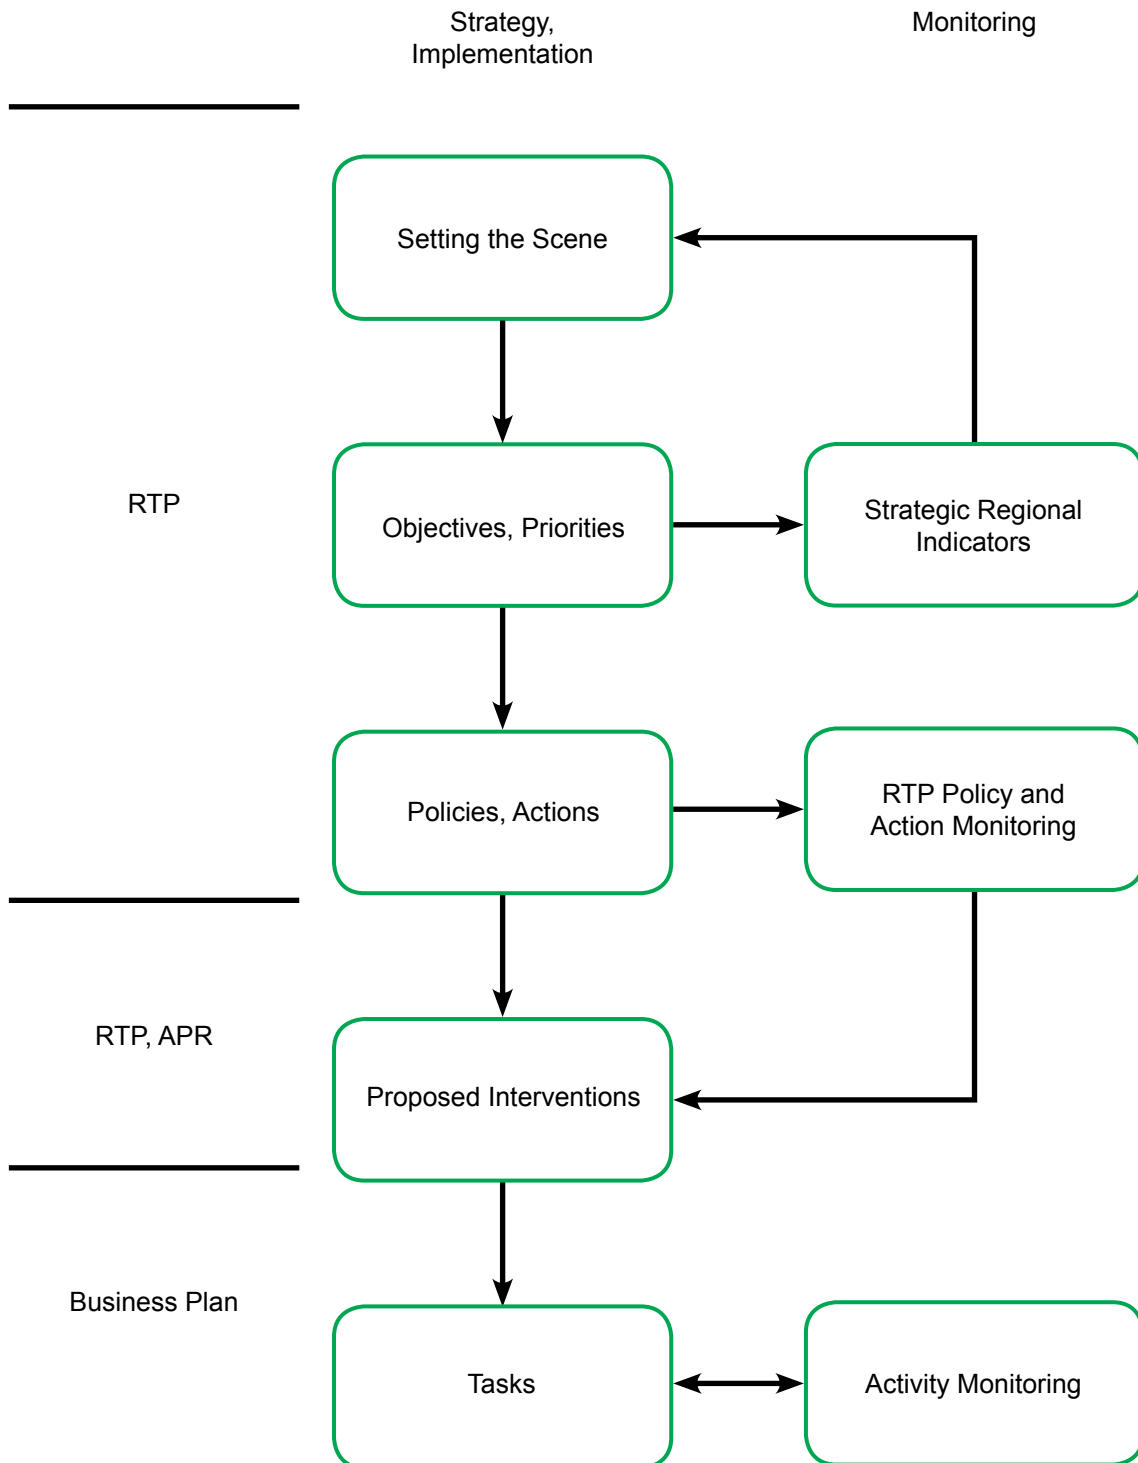 Strategy,
Implementation
Monitoring
Setting the Scene
RTP
Objectives, Priorities
Strategic Regional
Indicators
Policies, Actions
RTP Policy and
Action Monitoring
RTP, APR
Proposed Interventions
Business Plan
Tasks
Activity Monitoring